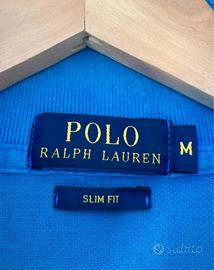 POLO
RALPH LAUREN
M
SLIM FIT
subito